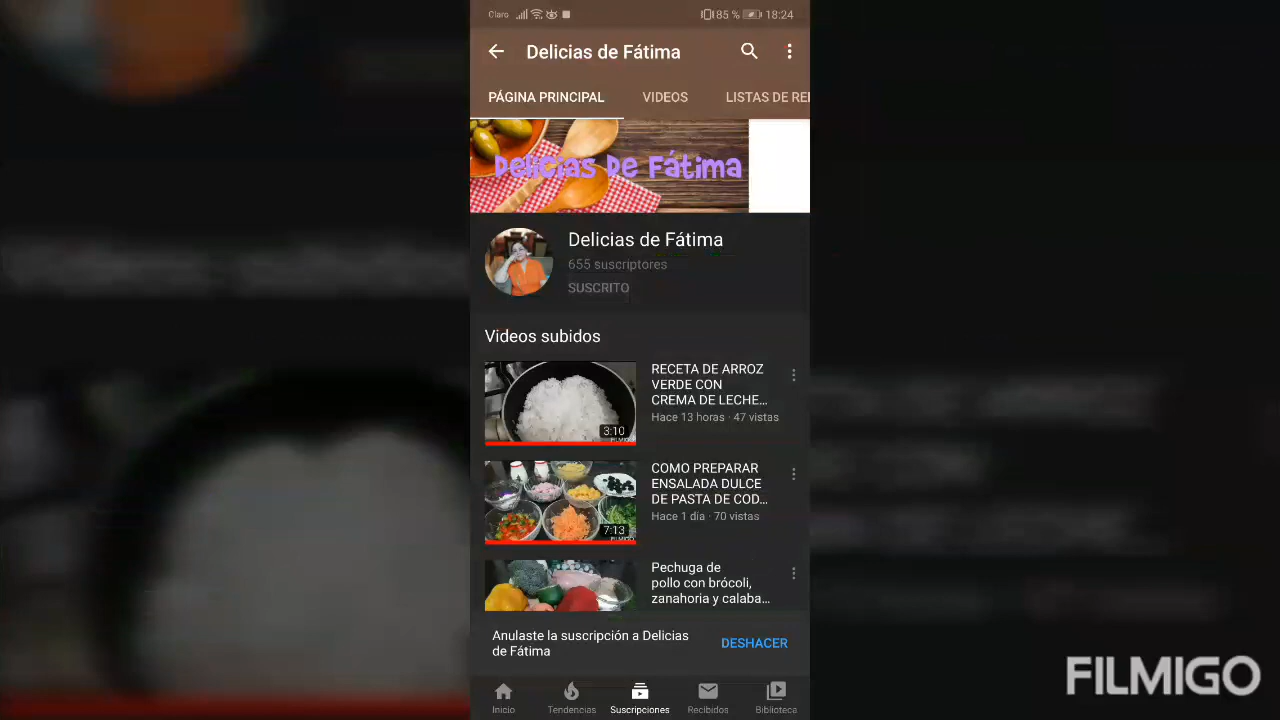 Claro 85 % 18:24
Delicias de Fátima
PÁGINA PRINCIPAL VIDEOS LISTAS DE RE
Delicias De Fátima
Delicias de Fátima
655 suscriptores
SUSCRITO
Videos subidos
RECETA DE ARROZ
VERDE CON
CREMA DE LECHE...
Hace 13 horas · 47 vistas
3:10
COMO PREPARAR
ENSALADA DULCE
DE PASTA DE COD...
Hace 1 día · 70 vistas
7:13
Pechuga de
pollo con brócoli,
zanahoria y calaba...
Anulaste la suscripción a Delicias
de Fátima
DESHACER
Inicio Tendencias Suscripciones Recibidos Biblioteca
FILMIGO